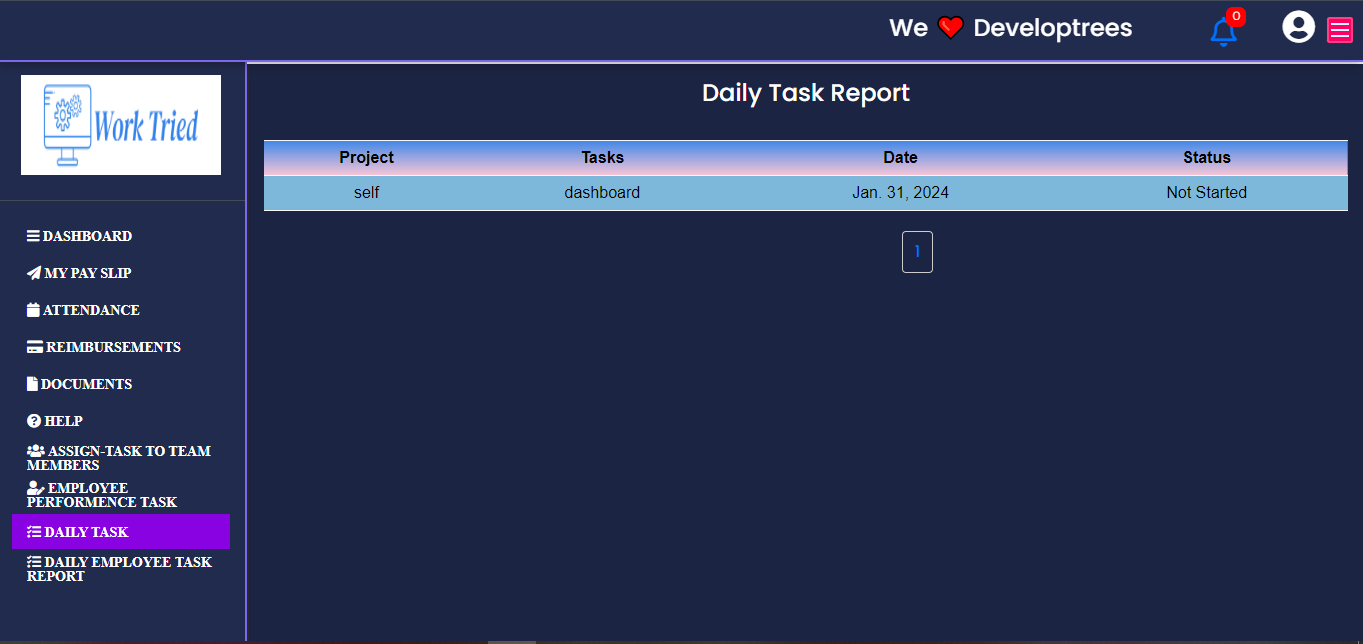 We ❤ Developtrees
0
Work Tried
DASHBOARD
MY PAY SLIP
ATTENDANCE
REIMBURSEMENTS
DOCUMENTS
HELP
ASSIGN-TASK TO TEAM
MEMBERS
EMPLOYEE
PERFORMENCE TASK
DAILY TASK
DAILY EMPLOYEE TASK
REPORT
Daily Task Report
Project Tasks Date Status
self dashboard Jan. 31, 2024 Not Started
1